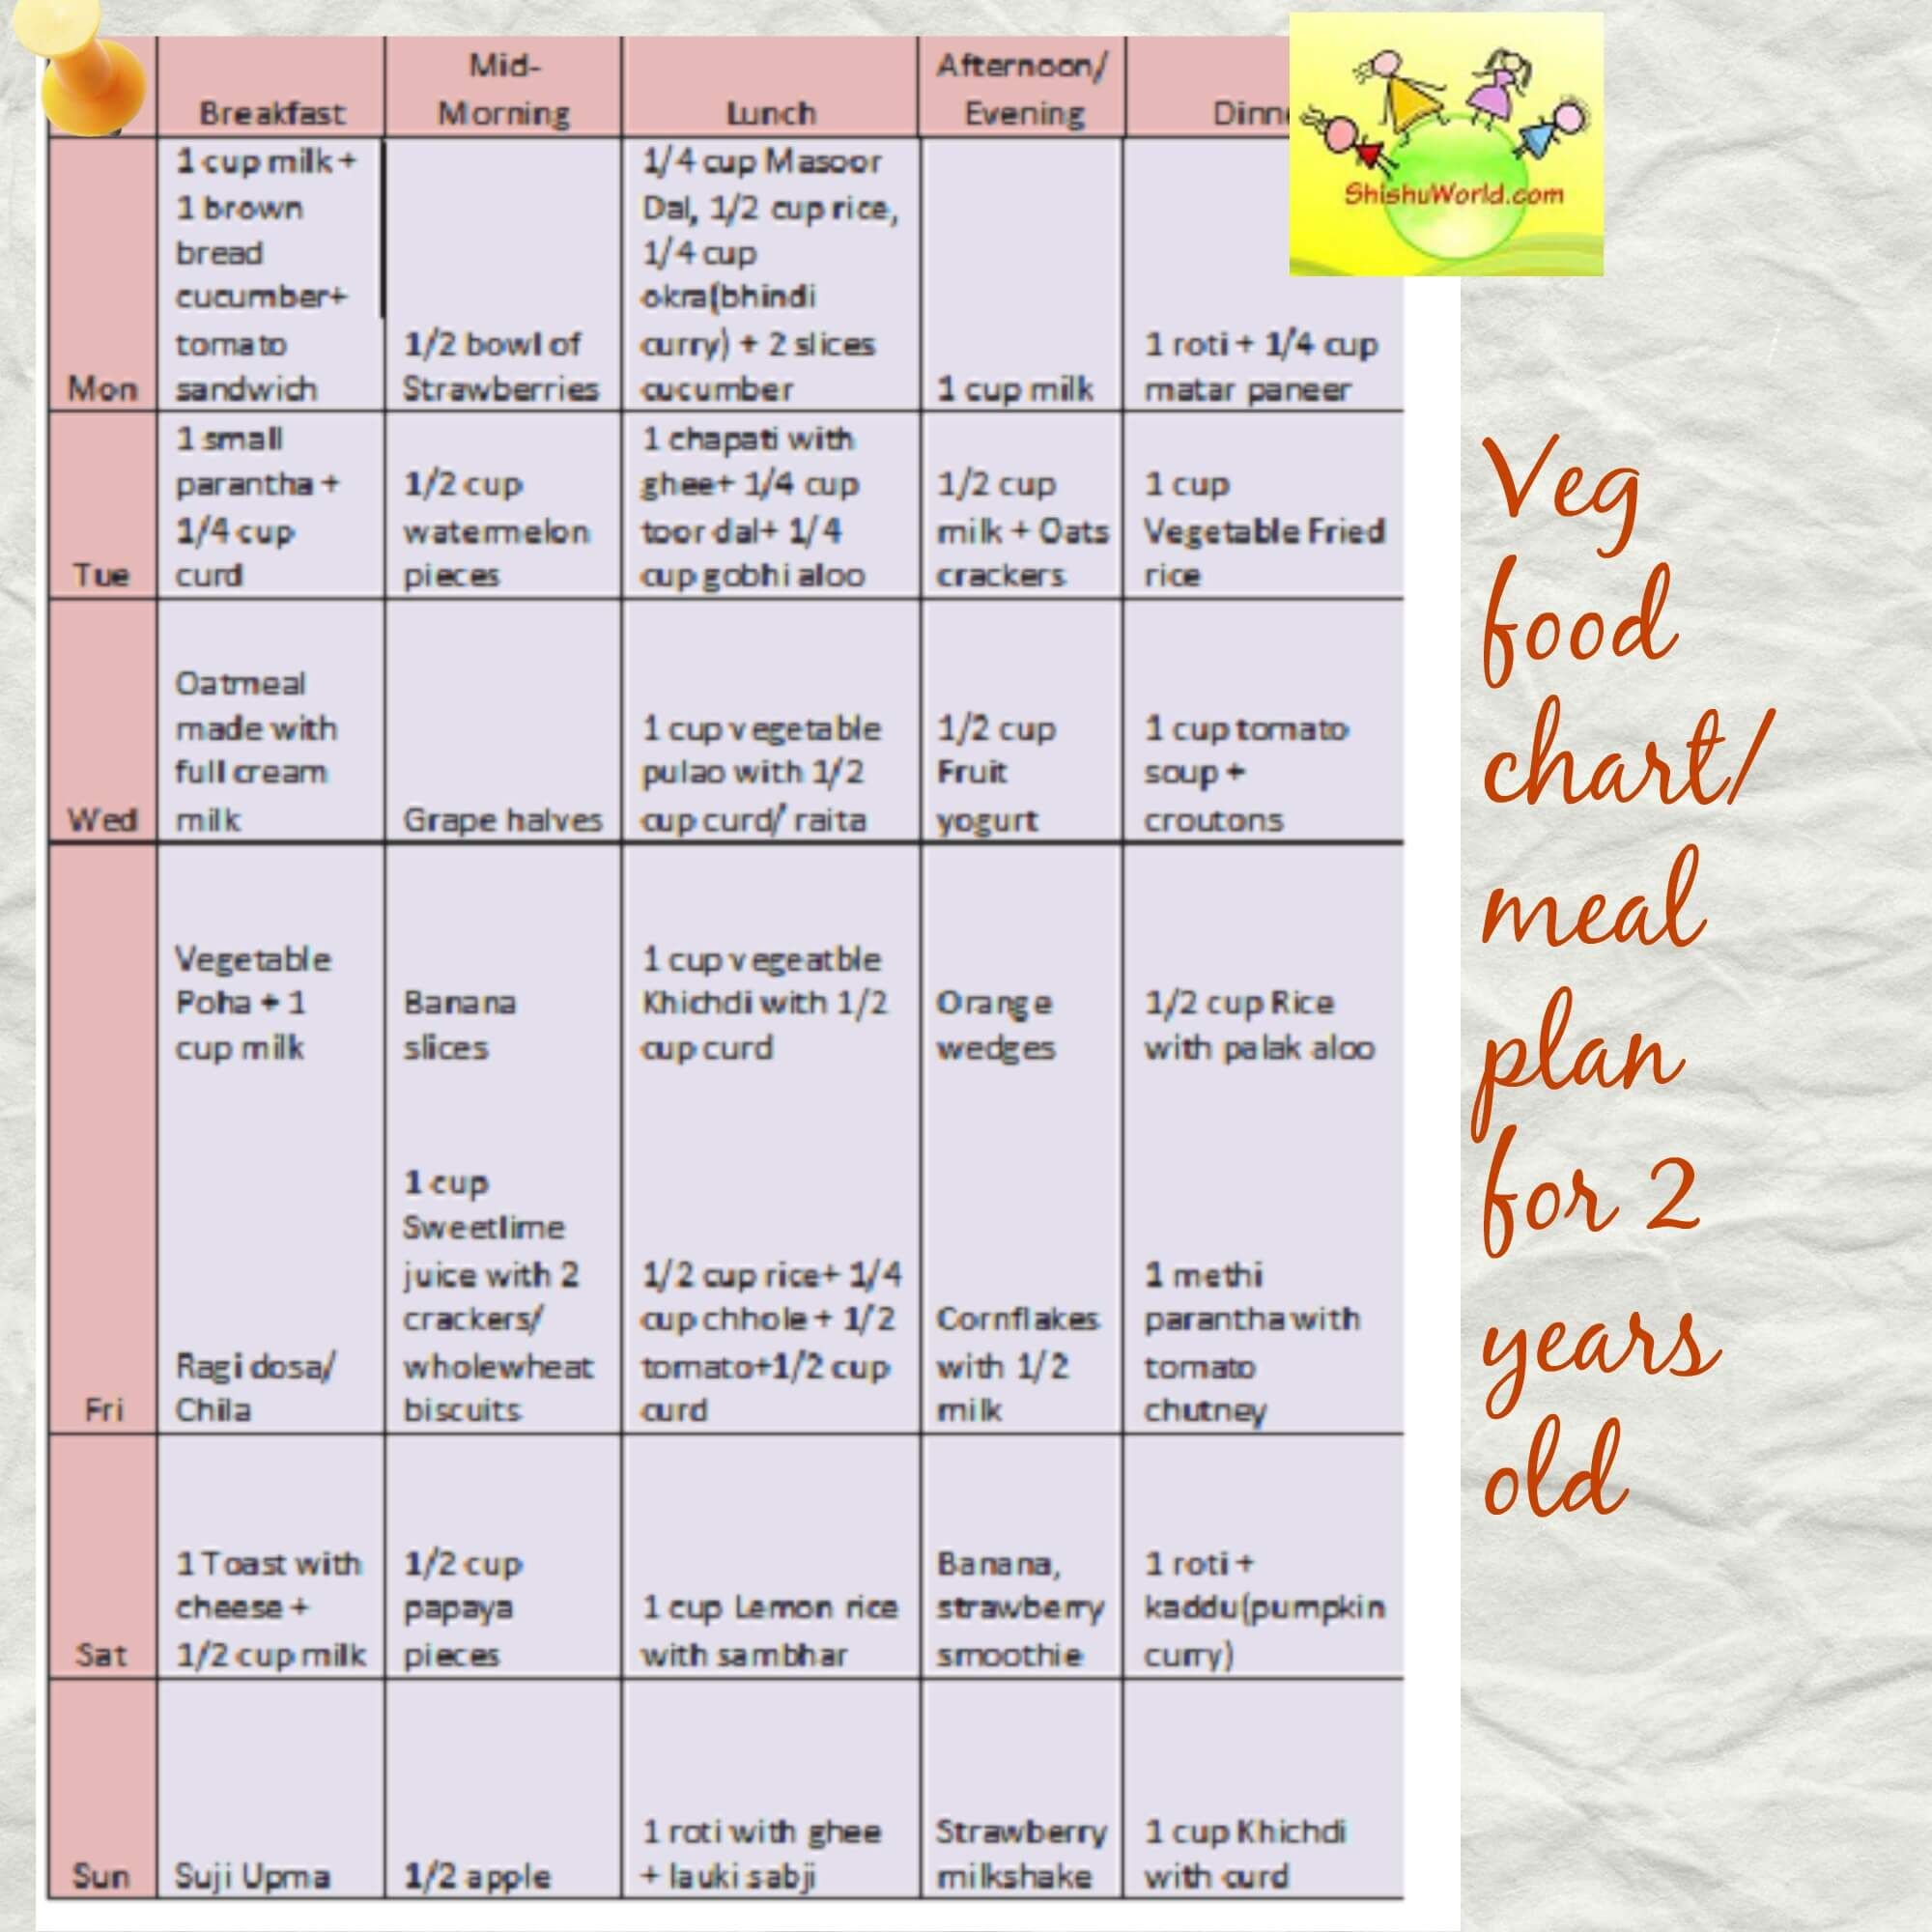 Breakfast
Mid-
Morning
Lunch
Afternoon/
Evening
ShishuWorld.com
Mon
1 cup milk +
1 brown
bread
cucumber+
tomato
sandwich
1/2 bowl of
Strawberries
1/4 cup Masoor
Dal, 1/2 cup rice,
1/4 cup
okra(bhindi
curry) + 2 slices
cucumber
1 cup milk
1 roti + 1/4 cup
matar paneer
Tue
1 small
parantha +
1/4 cup
curd
1/2 cup
watermelon
pieces
1 chapati with
ghee+ 1/4 cup
toor dal+ 1/4
cup gobhi aloo
1/2 cup
milk + Oats
crackers
1 cup
Vegetable Fried
rice
Wed
Oatmeal
made with
full cream
milk
Grape halves
1 cup vegetable
pulao with 1/2
cup curd/ raita
1/2 cup
Fruit
yogurt
1 cup tomato
soup +
croutons
Vegetable
Poha + 1
cup milk
Banana
slices
1 cup vegeatble
Khichdi with 1/2
cup curd
Orange
wedges
1/2 cup Rice
with palak aloo
Fri
Ragi dosa/
Chila
1 cup
Sweetlime
juice with 2
crackers/
wholewheat
biscuits
1/2 cup rice+ 1/4
cup chhole + 1/2
tomato+1/2 cup
curd
Cornflakes
with 1/2
milk
1 methi
parantha with
tomato
chutney
Sat
1 Toast with
cheese +
1/2 cup milk
1/2 cup
papaya
pieces
1 cup Lemon rice
with sambhar
Banana,
strawberry
smoothie
1 roti +
kaddu(pumpkin
curry)
Sun
Suji Upma
1/2 apple
1 roti with ghee
+ lauki sabji
Strawberry
milkshake
1 cup Khichdi
with curd
Veg
food
chart/
meal
plan
for 2
years
old